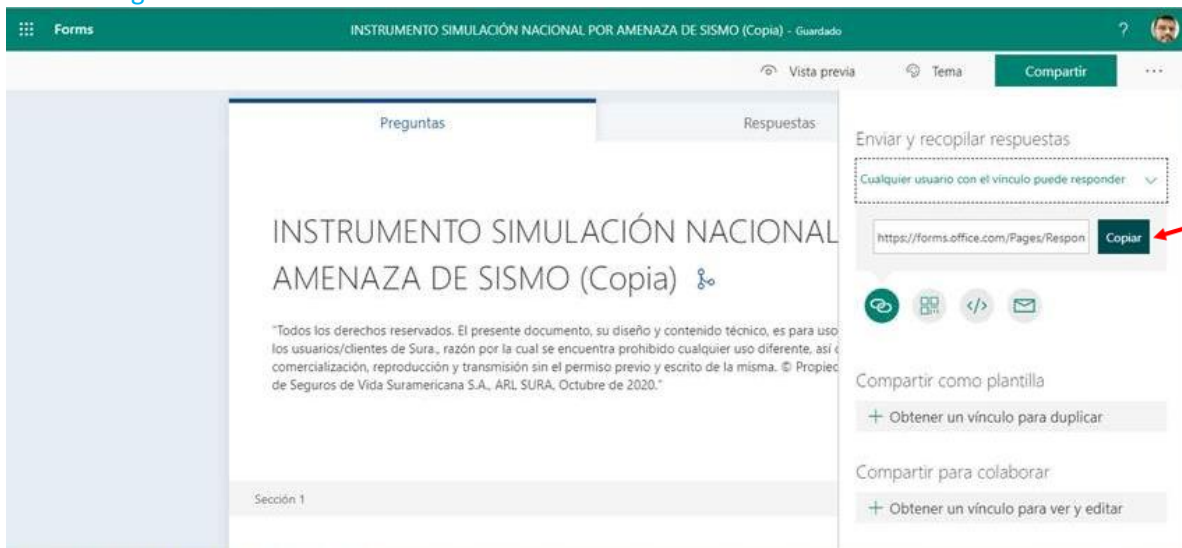 Forms
INSTRUMENTO SIMULACIÓN NACIONAL POR AMENAZA DE SISMO (Copia) - Guardado
?
Vista previa
Tema
Compartir
...
Preguntas
Respuestas
INSTRUMENTO SIMULACIÓN NACIONAL
AMENAZA DE SISMO (Copia)
"Todos los derechos reservados. El presente documento, su diseño y contenido técnico, es para uso
los usuarios/clientes de Sura., razón por la cual se encuentra prohibido cualquier uso diferente, así
comercialización, reproducción y transmisión sin el permiso previo y escrito de la misma. © Propied
de Seguros de Vida Suramericana S.A., ARL SURA, Octubre de 2020."
Sección 1
Enviar y recopilar respuestas
Cualquier usuario con el vínculo puede responder
https://forms.office.com/Pages/Respon
Copiar
</>
Compartir como plantilla
+ Obtener un vínculo para duplicar
Compartir para colaborar
+ Obtener un vínculo para ver y editar